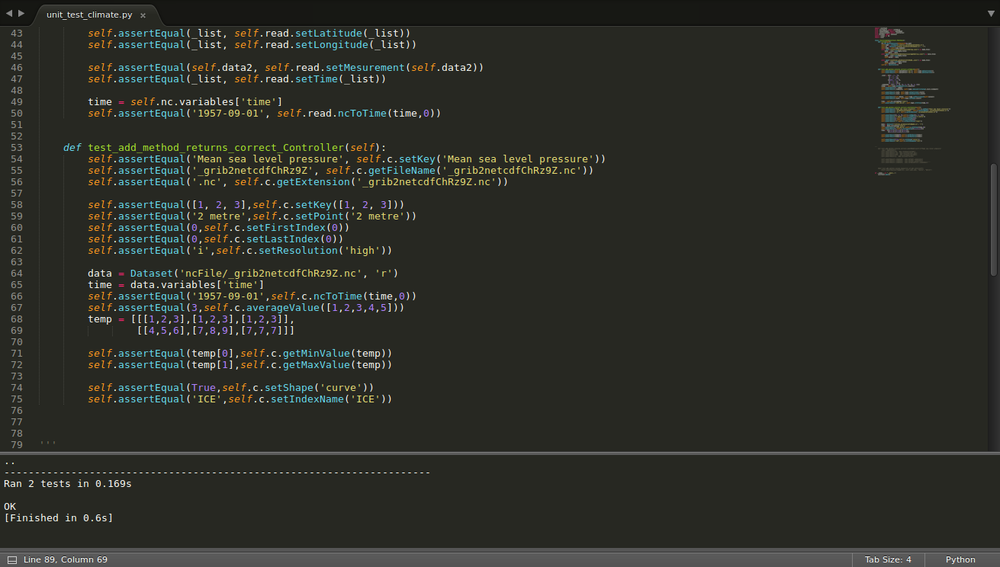 unit_test_climate.py ×
43 self.assertEqual(_list, self.read.setLatitude(_list))
44 self.assertEqual(_list, self.read.setLongitude(_list))
45
46 self.assertEqual(self.data2, self.read.setMesurement(self.data2))
47 self.assertEqual(_list, self.read.setTime(_list))
48
49 time = self.nc.variables['time']
50 self.assertEqual('1957-09-01', self.read.ncToTime(time,0))
51
52
53 def test_add_method_returns_correct_Controller(self):
54 self.assertEqual('Mean sea level pressure', self.c.setKey('Mean sea level pressure'))
55 self.assertEqual('_grib2netcdfChRz9Z', self.c.getFileName('_grib2netcdfChRz9Z.nc'))
56 self.assertEqual('.nc', self.c.getExtension('_grib2netcdfChRz9Z.nc'))
57
58 self.assertEqual([1, 2, 3],self.c.setKey([1, 2, 3]))
59 self.assertEqual('2 metre',self.c.setPoint('2 metre'))
60 self.assertEqual(0,self.c.setFirstIndex(0))
61 self.assertEqual(0,self.c.setLastIndex(0))
62 self.assertEqual('i',self.c.setResolution('high'))
63
64 data = Dataset('ncFile/_grib2netcdfChRz9Z.nc', 'r')
65 time = data.variables['time']
66 self.assertEqual('1957-09-01',self.c.ncToTime(time,0))
67 self.assertEqual(3,self.c.averageValue([1,2,3,4,5]))
68 temp = [[[1,2,3],[1,2,3],[1,2,3]],
69 [[4,5,6],[7,8,9],[7,7,7]]]
70
71 self.assertEqual(temp[0],self.c.getMinValue(temp))
72 self.assertEqual(temp[1],self.c.getMaxValue(temp))
73
74 self.assertEqual(True,self.c.setShape('curve'))
75 self.assertEqual('ICE',self.c.setIndexName('ICE'))
76
77
78
79 '''
..
----------------------------------------------------------------------
Ran 2 tests in 0.169s
OK
[Finished in 0.6s]
Line 89, Column 69 Tab Size: 4 Python